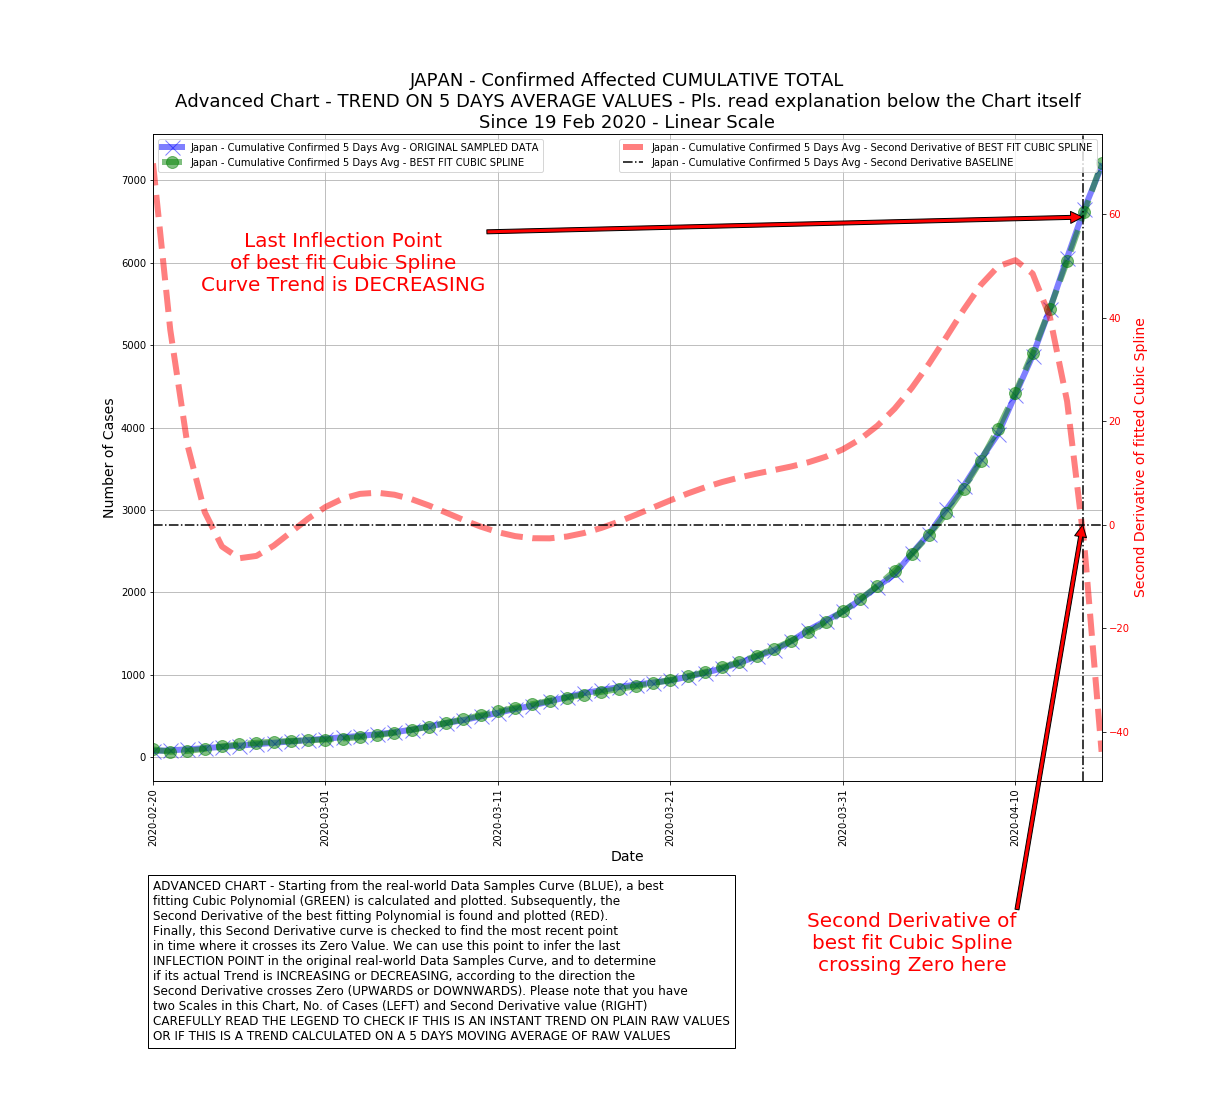 JAPAN - Confirmed Affected CUMULATIVE TOTAL
Advanced Chart - TREND ON 5 DAYS AVERAGE VALUES - Pls. read explanation below the Chart itself
Since 19 Feb 2020 - Linear Scale
Japan - Cumulative Confirmed 5 Days Avg - ORIGINAL SAMPLED DATA
Japan - Cumulative Confirmed 5 Days Avg - BEST FIT CUBIC SPLINE
Japan - Cumulative Confirmed 5 Days Avg - Second Derivative of BEST FIT CUBIC SPLINE
Japan - Cumulative Confirmed 5 Days Avg - Second Derivative BASELINE
Last Inflection Point
of best fit Cubic Spline
Curve Trend is DECREASING
Number of Cases
7000
6000
5000
4000
3000
2000
1000
0
60
40
20
0
−20
−40
Second Derivative of fitted Cubic Spline
2020-02-20
2020-03-01
2020-03-11
2020-03-21
2020-03-31
2020-04-10
Date
ADVANCED CHART - Starting from the real-world Data Samples Curve (BLUE), a best
fitting Cubic Polynomial (GREEN) is calculated and plotted. Subsequently, the
Second Derivative of the best fitting Polynomial is found and plotted (RED).
Finally, this Second Derivative curve is checked to find the most recent point
in time where it crosses its Zero Value. We can use this point to infer the last
INFLECTION POINT in the original real-world Data Samples Curve, and to determine
if its actual Trend is INCREASING or DECREASING, according to the direction the
Second Derivative crosses Zero (UPWARDS or DOWNWARDS). Please note that you have
two Scales in this Chart, No. of Cases (LEFT) and Second Derivative value (RIGHT)
CAREFULLY READ THE LEGEND TO CHECK IF THIS IS AN INSTANT TREND ON PLAIN RAW VALUES
OR IF THIS IS A TREND CALCULATED ON A 5 DAYS MOVING AVERAGE OF RAW VALUES
Second Derivative of
best fit Cubic Spline
crossing Zero here